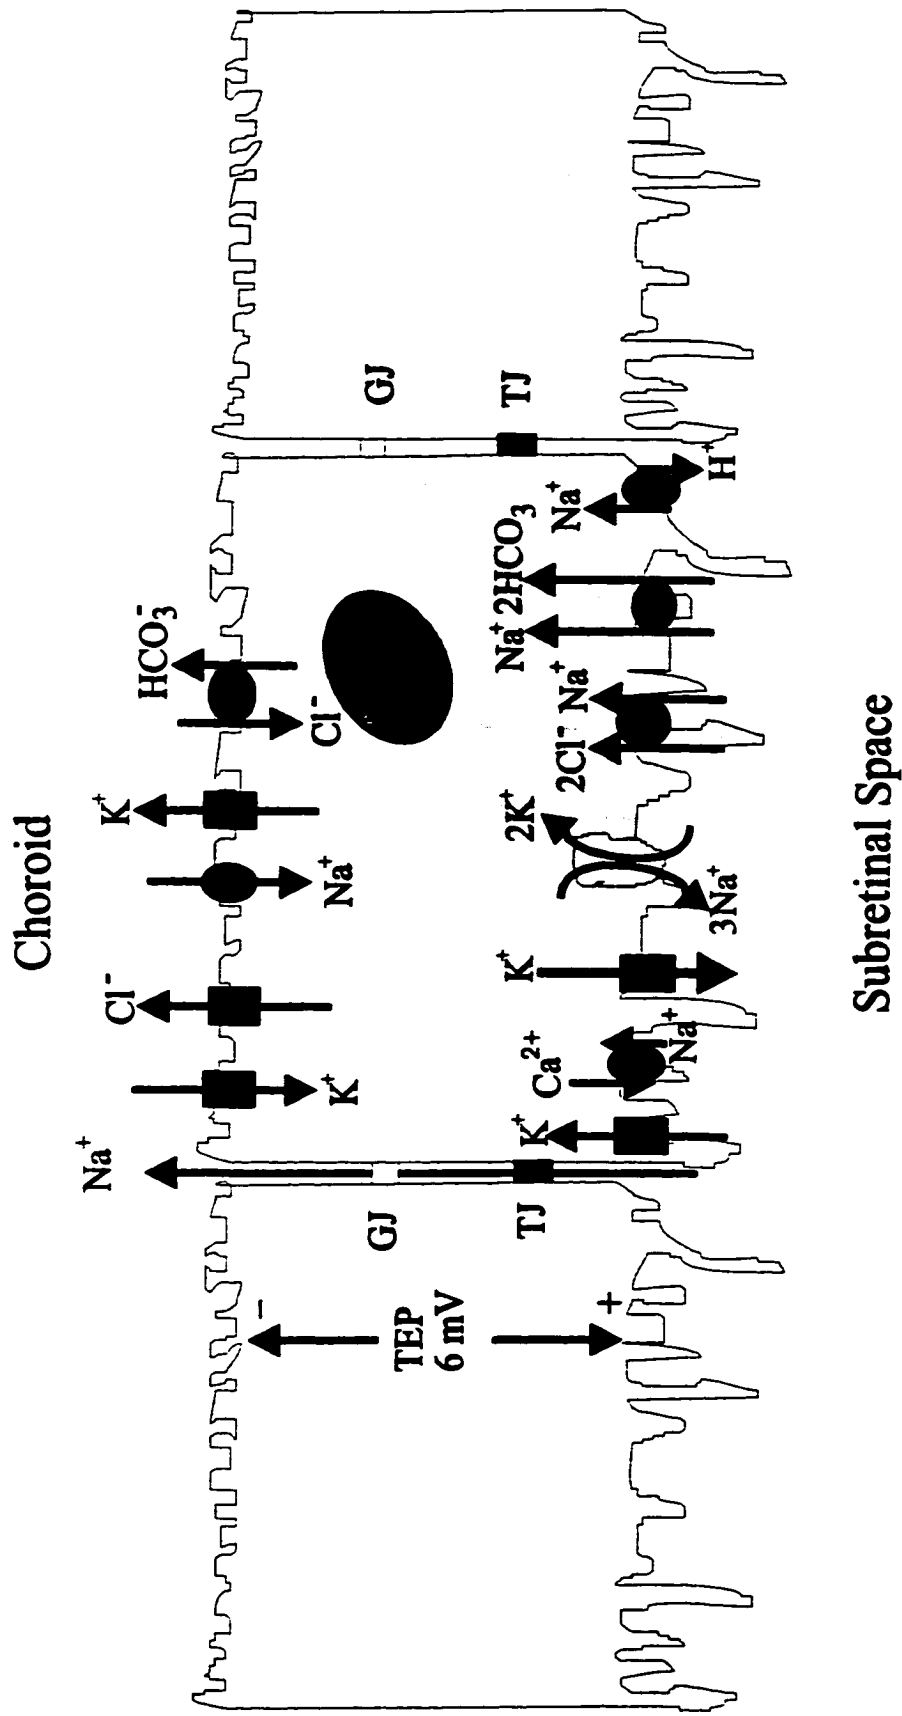 Choroid
Na⁺
Cl⁻
K⁺
HCO₃⁻
K⁺
Na⁺
Cl⁻
−
GJ
GJ
TEP
6 mV
TJ
TJ
+
K⁺
Ca²⁺
K⁺
2K⁺
2Cl⁻
Na⁺
Na⁺
2HCO₃
Na⁺
Na⁺
3Na⁺
H⁺
Subretinal Space